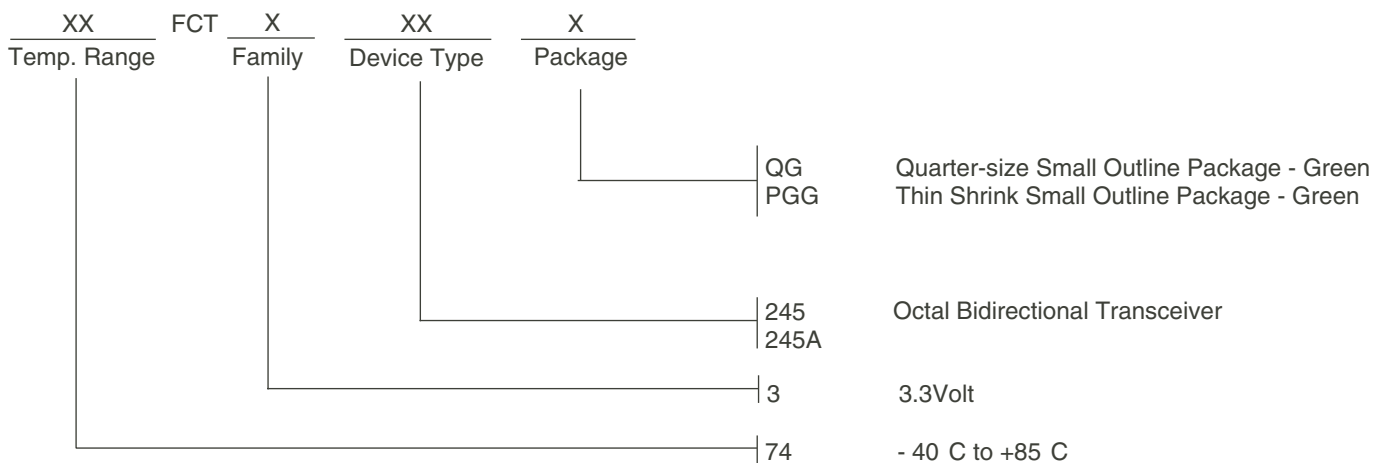 XX FCT X XX X
Temp. Range Family Device Type Package
QG Quarter-size Small Outline Package - Green
PGG Thin Shrink Small Outline Package - Green
245 Octal Bidirectional Transceiver
245A
3 3.3Volt
74 - 40 C to +85 C